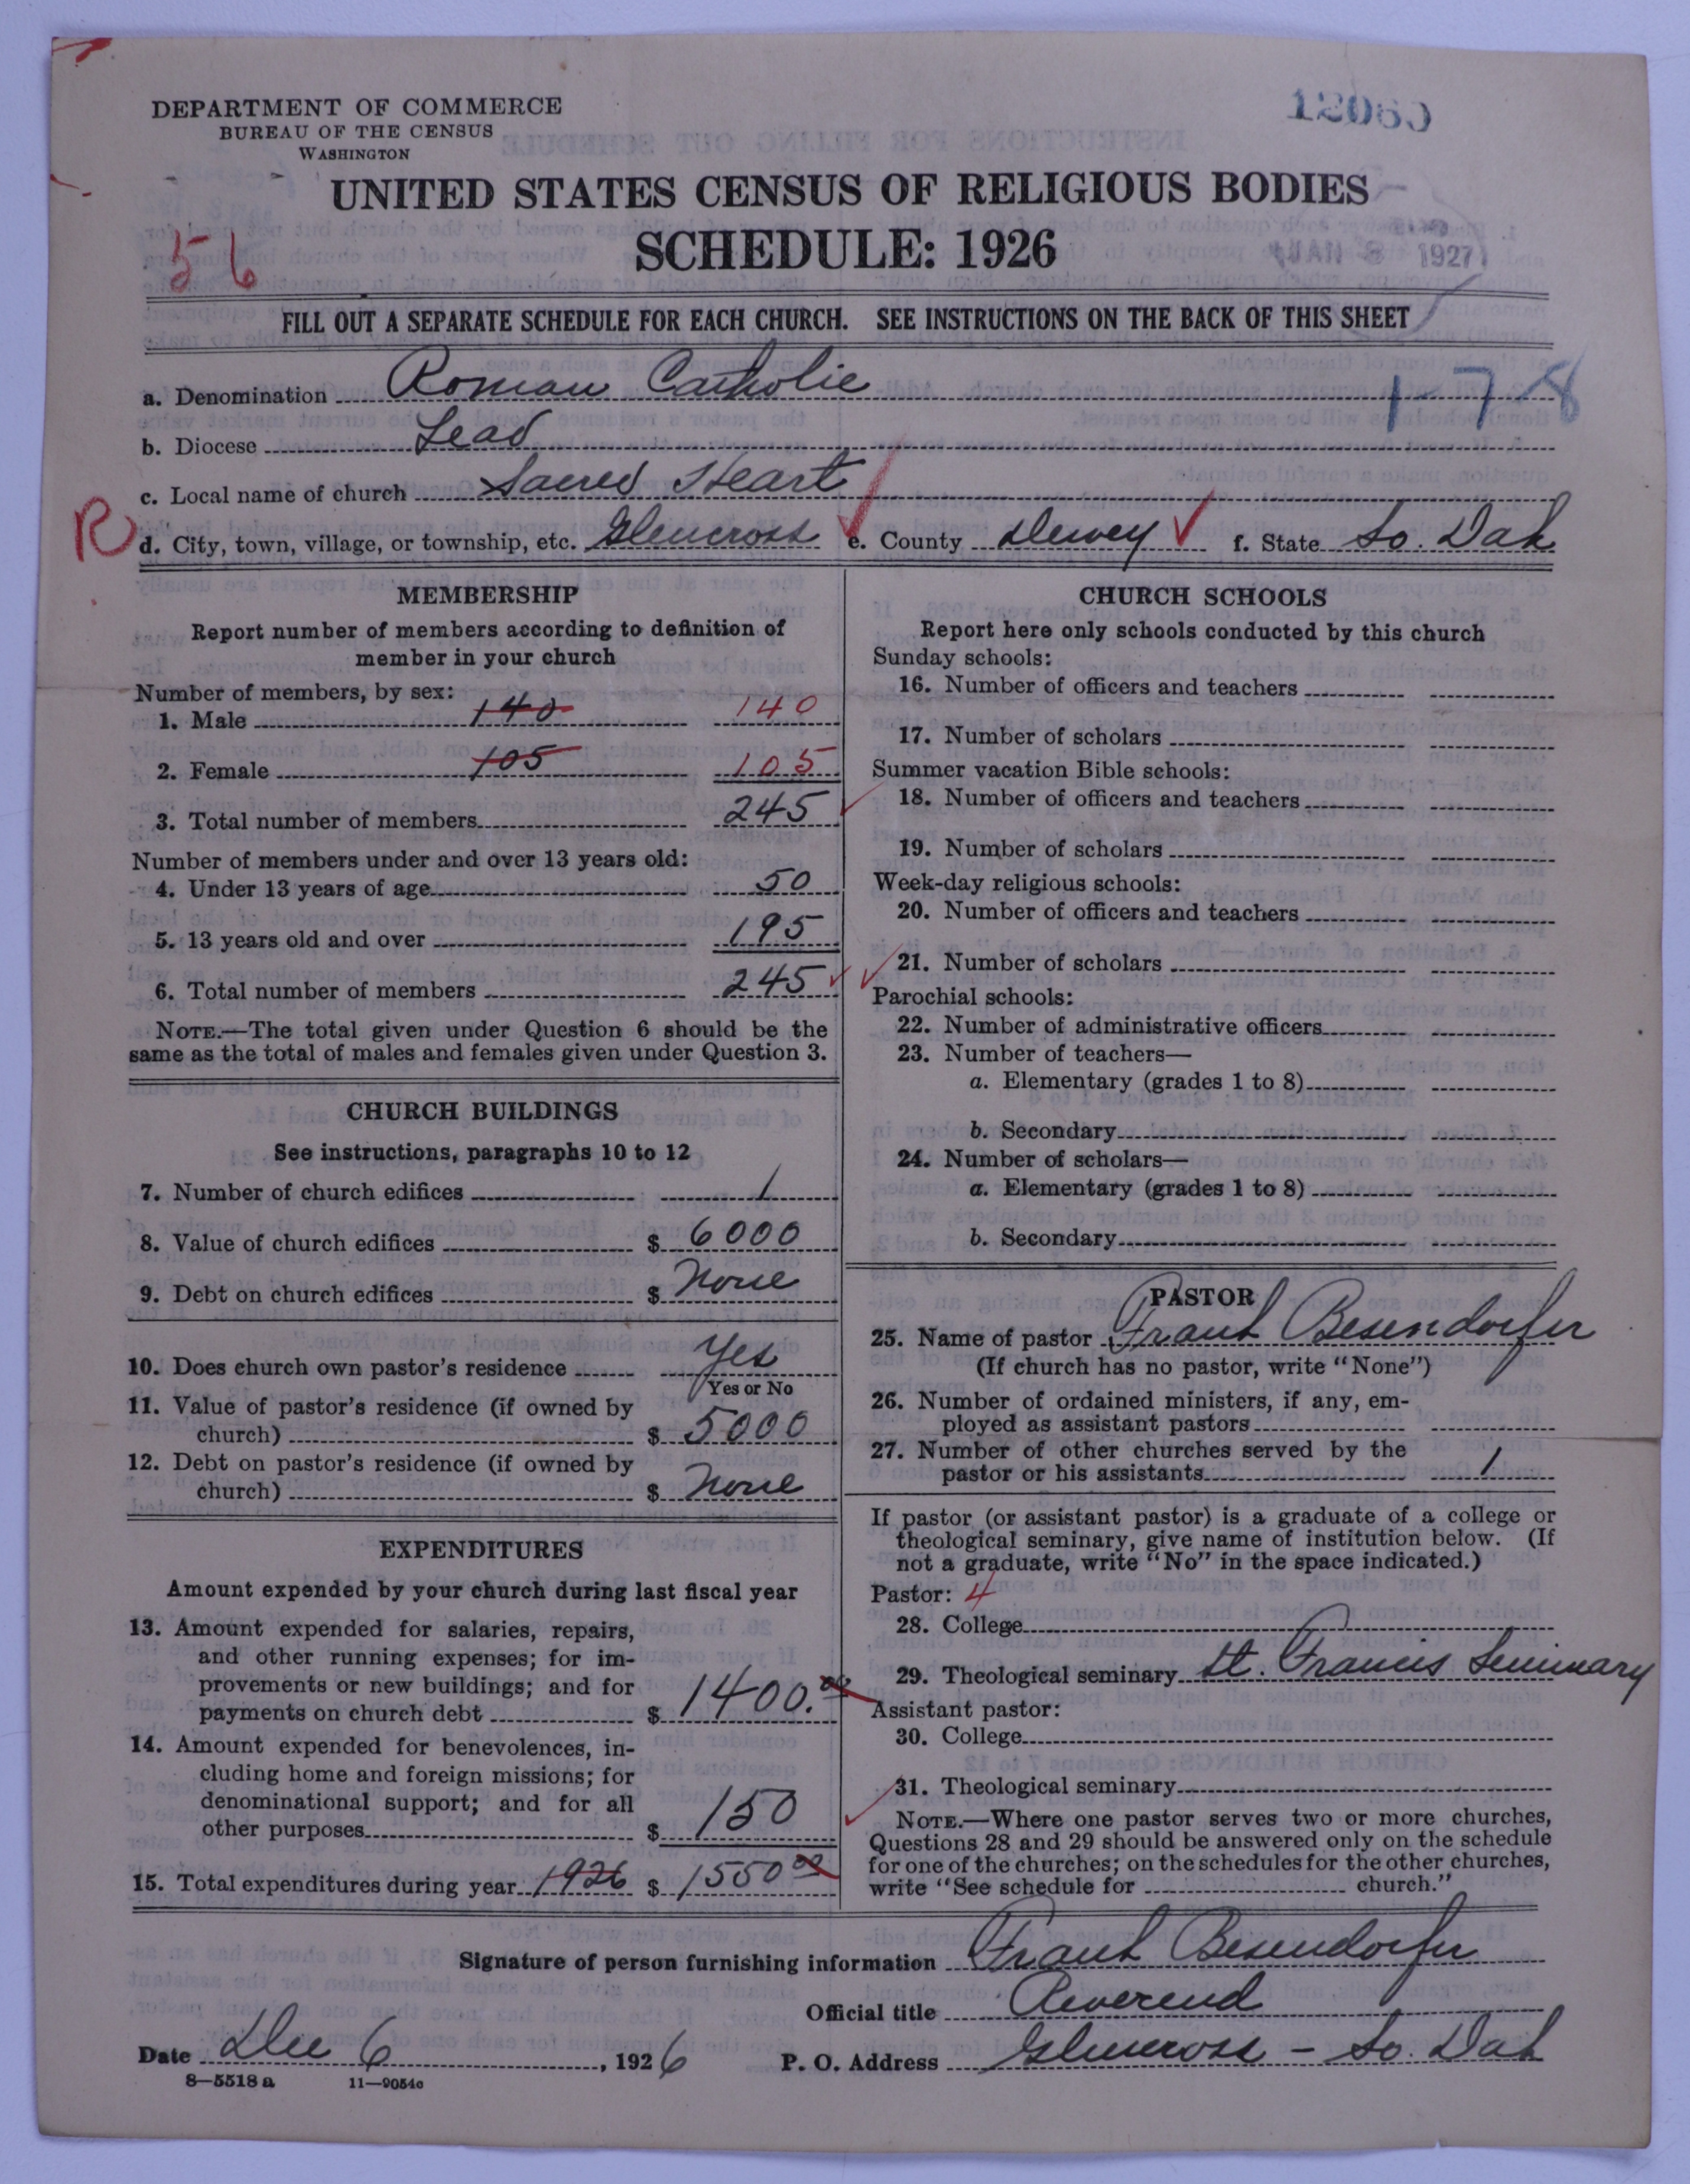 DEPARTMENT OF COMMERCE
BUREAU OF THE CENSUS
WASHINGTON
UNITED STATES CENSUS OF RELIGIOUS BODIES
SCHEDULE: 1926
JAN 8 1927
56
FILL OUT A SEPARATE SCHEDULE FOR EACH CHURCH. SEE INSTRUCTIONS ON THE BACK OF THIS SHEET
a. Denomination Roman Catholic
1-78
b. Diocese Lead
c. Local name of church Sacred Heart
R d. City, town, village, or township, etc. Glencross e. County Dewey f. State So. Dak
MEMBERSHIP
Report number of members according to definition of
member in your church
Number of members, by sex:
1. Male 140 140
2. Female 105 105
3. Total number of members 245
Number of members under and over 13 years old:
4. Under 13 years of age 50
5. 13 years old and over 195
6. Total number of members 245
NOTE.—The total given under Question 6 should be the
same as the total of males and females given under Question 3.
CHURCH BUILDINGS
See instructions, paragraphs 10 to 12
7. Number of church edifices 1
8. Value of church edifices $ 6000
9. Debt on church edifices $ None
10. Does church own pastor's residence Yes
Yes or No
11. Value of pastor's residence (if owned by
church) $ 5000
12. Debt on pastor's residence (if owned by
church) $ None
EXPENDITURES
Amount expended by your church during last fiscal year
13. Amount expended for salaries, repairs,
and other running expenses; for im-
provements or new buildings; and for
payments on church debt $ 1400.00
14. Amount expended for benevolences, in-
cluding home and foreign missions; for
denominational support; and for all
other purposes $ 150
15. Total expenditures during year 1926 $ 1550 00
CHURCH SCHOOLS
Report here only schools conducted by this church
Sunday schools:
16. Number of officers and teachers
17. Number of scholars
Summer vacation Bible schools:
18. Number of officers and teachers
19. Number of scholars
Week-day religious schools:
20. Number of officers and teachers
21. Number of scholars
Parochial schools:
22. Number of administrative officers
23. Number of teachers—
a. Elementary (grades 1 to 8)
b. Secondary
24. Number of scholars—
a. Elementary (grades 1 to 8)
b. Secondary
PASTOR
25. Name of pastor Frank Besendorfer
(If church has no pastor, write "None")
26. Number of ordained ministers, if any, em-
ployed as assistant pastors
27. Number of other churches served by the
pastor or his assistants 1
If pastor (or assistant pastor) is a graduate of a college or
theological seminary, give name of institution below. (If
not a graduate, write "No" in the space indicated.)
Pastor: 4
28. College
29. Theological seminary St. Francis Seminary
Assistant pastor:
30. College
31. Theological seminary
NOTE.—Where one pastor serves two or more churches,
Questions 28 and 29 should be answered only on the schedule
for one of the churches; on the schedules for the other churches,
write "See schedule for church."
Signature of person furnishing information Frank Besendorfer
Official title Reverend
Date Dec 6, 1926 P. O. Address Glencross - So. Dak
8—5518 a 11—9054c